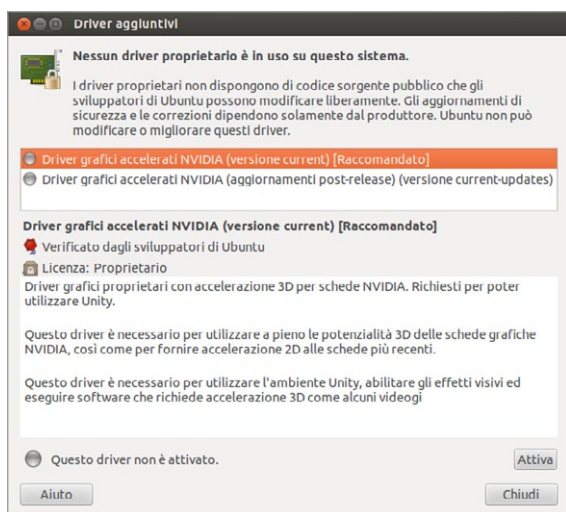 Driver aggiuntivi
Nessun driver proprietario è in uso su questo sistema.
I driver proprietari non dispongono di codice sorgente pubblico che gli
sviluppatori di Ubuntu possono modificare liberamente. Gli aggiornamenti di
sicurezza e le correzioni dipendono solamente dal produttore. Ubuntu non può
modificare o migliorare questi driver.
Driver grafici accelerati NVIDIA (versione current) [Raccomandato]
Driver grafici accelerati NVIDIA (aggiornamenti post-release) (versione current-updates)
Driver grafici accelerati NVIDIA (versione current) [Raccomandato]
Verificato dagli sviluppatori di Ubuntu
Licenza: Proprietario
Driver grafici proprietari con accelerazione 3D per schede NVIDIA. Richiesti per poter
utilizzare Unity.
Questo driver è necessario per utilizzare a pieno le potenzialità 3D delle schede grafiche
NVIDIA, così come per fornire accelerazione 2D alle schede più recenti.
Questo driver è necessario per utilizzare l'ambiente Unity, abilitare gli effetti visivi ed
eseguire software che richiede accelerazione 3D come alcuni videogi
Questo driver non è attivato.
Attiva
Aiuto
Chiudi